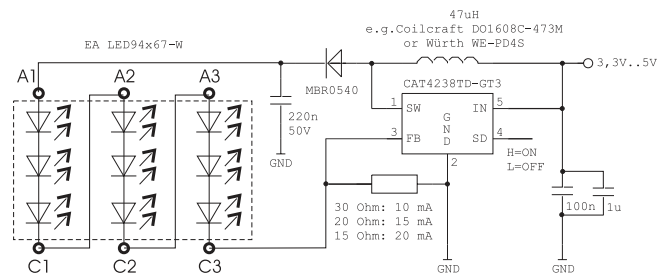 47uH
e.g.Coilcraft DO1608C-473M
or Würth WE-PD4S
EA LED94x67-W
3,3V..5V
A1
A2
A3
MBR0540
CAT4238TD-GT3
1
SW
IN
5
G
N
D
220n
50V
3
FB
SD
4
2
H=ON
L=OFF
GND
30 Ohm: 10 mA
20 Ohm: 15 mA
15 Ohm: 20 mA
100n
1u
C1
C2
C3
GND
GND